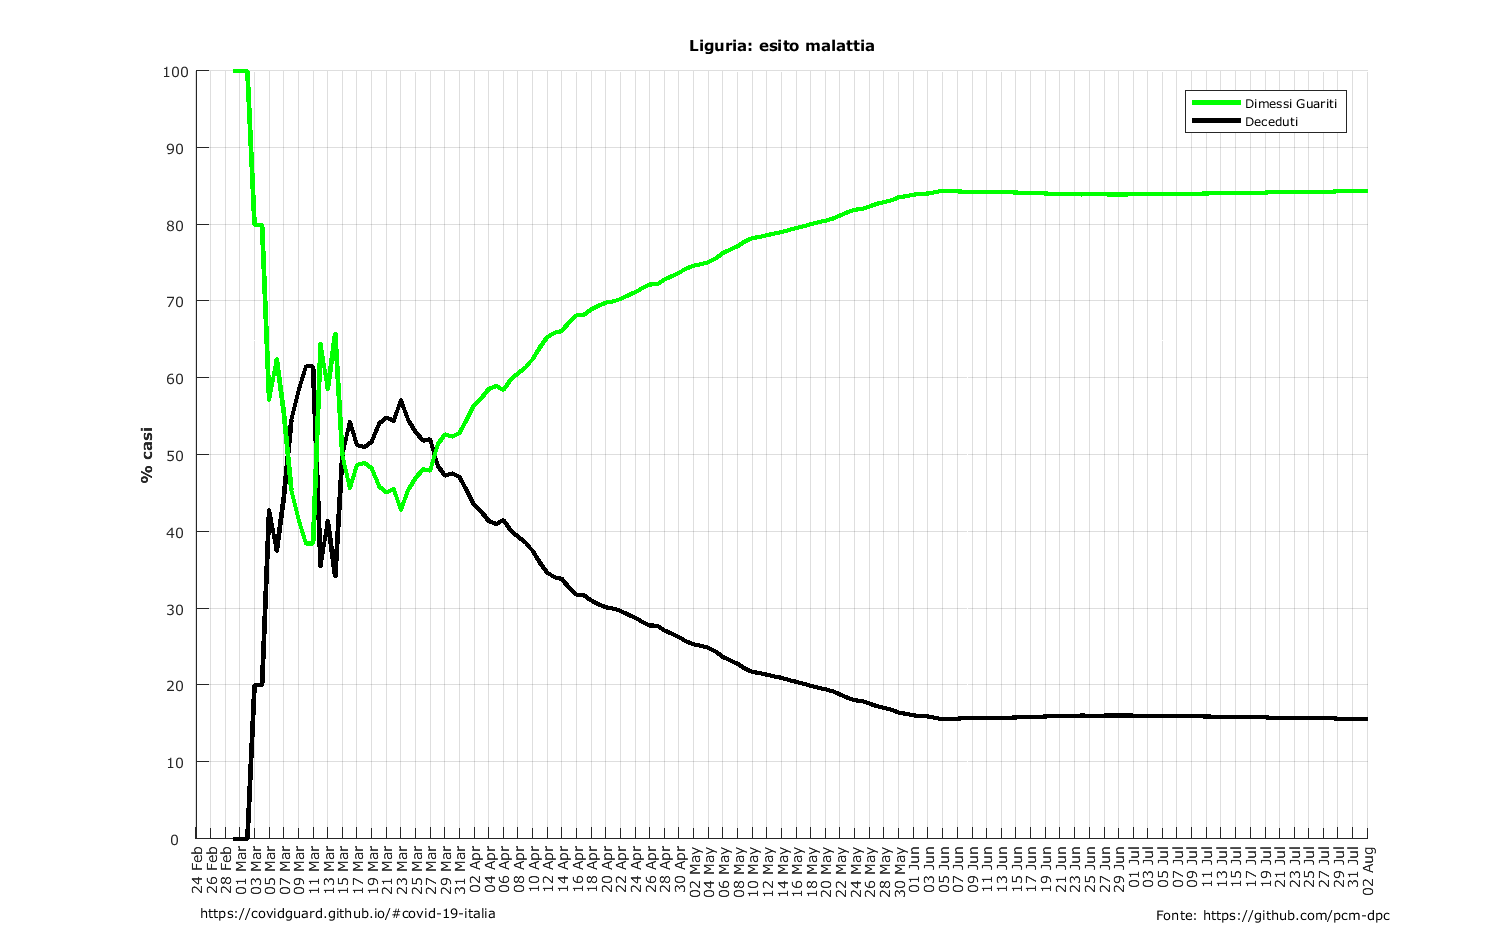 Liguria: esito malattia
100
90
80
70
60
50
40
30
20
10
0
% casi
Dimessi Guariti
Deceduti
24 Feb
26 Feb
28 Feb
01 Mar
03 Mar
05 Mar
07 Mar
09 Mar
11 Mar
13 Mar
15 Mar
17 Mar
19 Mar
21 Mar
23 Mar
25 Mar
27 Mar
29 Mar
31 Mar
02 Apr
04 Apr
06 Apr
08 Apr
10 Apr
12 Apr
14 Apr
16 Apr
18 Apr
20 Apr
22 Apr
24 Apr
26 Apr
28 Apr
30 Apr
02 May
04 May
06 May
08 May
10 May
12 May
14 May
16 May
18 May
20 May
22 May
24 May
26 May
28 May
30 May
01 Jun
03 Jun
05 Jun
07 Jun
09 Jun
11 Jun
13 Jun
15 Jun
17 Jun
19 Jun
21 Jun
23 Jun
25 Jun
27 Jun
29 Jun
01 Jul
03 Jul
05 Jul
07 Jul
09 Jul
11 Jul
13 Jul
15 Jul
17 Jul
19 Jul
21 Jul
23 Jul
25 Jul
27 Jul
29 Jul
31 Jul
02 Aug
https://covidguard.github.io/#covid-19-italia
Fonte: https://github.com/pcm-dpc